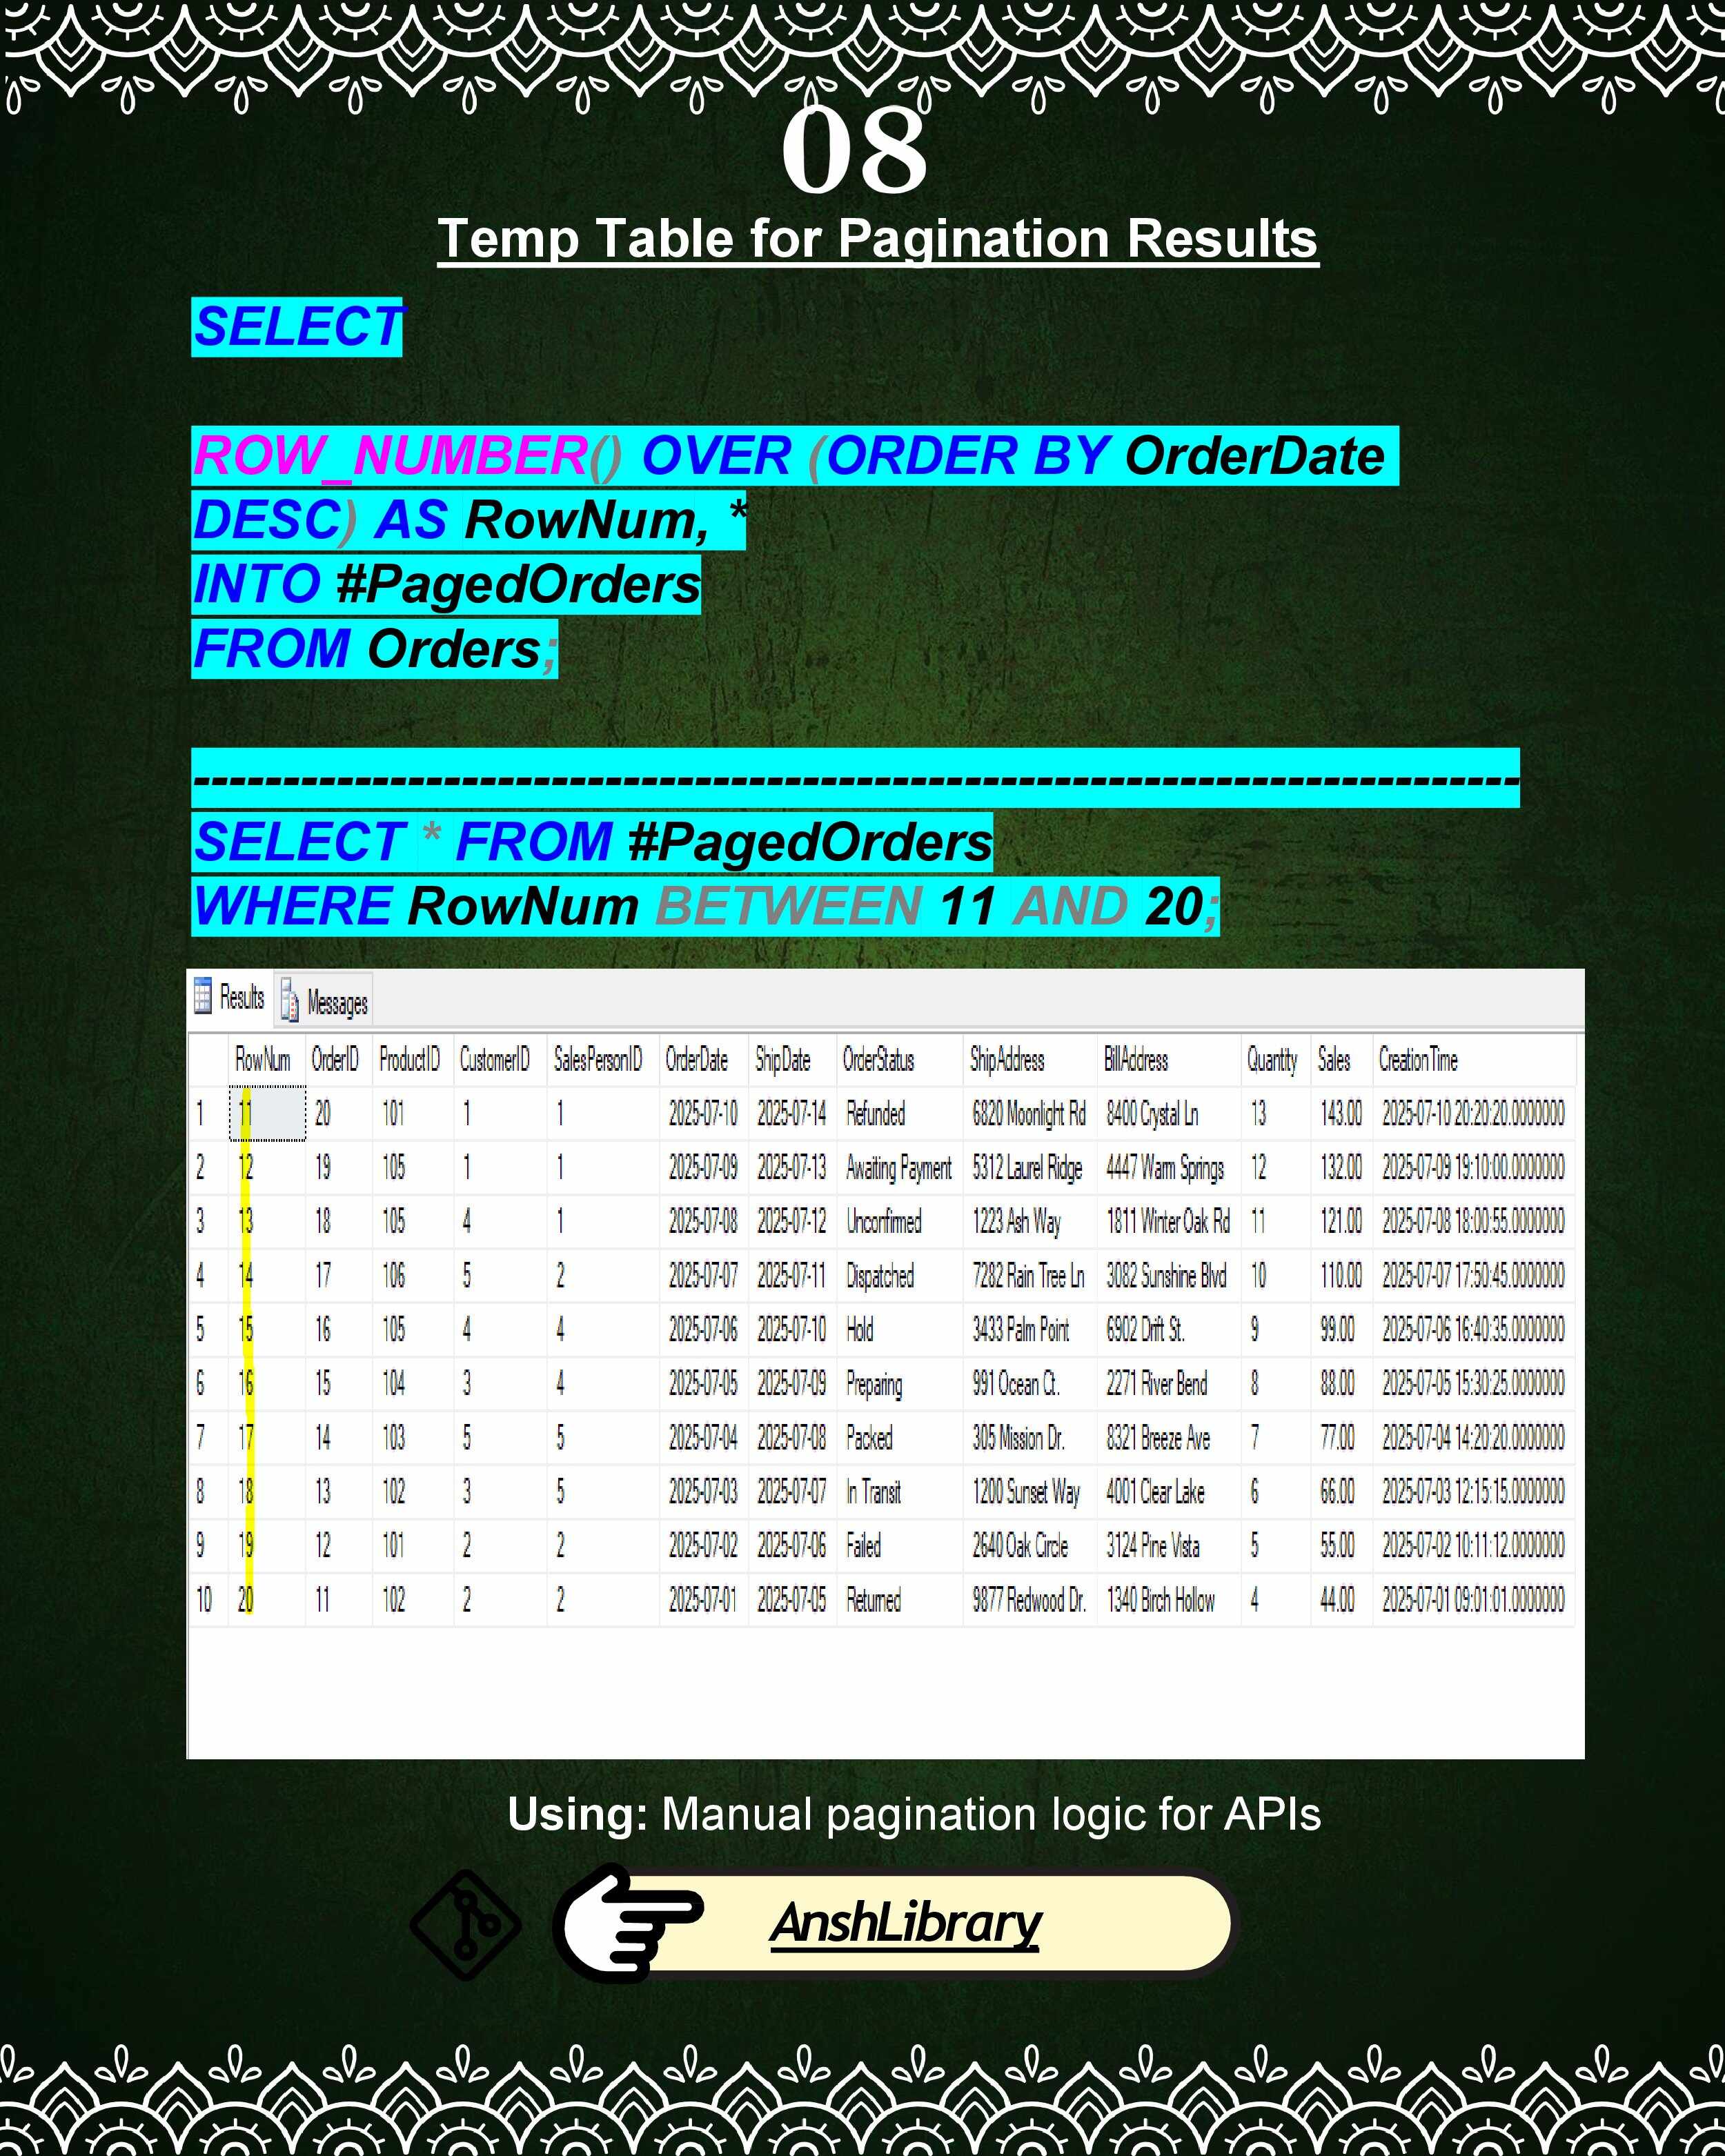 08
Temp Table for Pagination Results
SELECT
ROW_NUMBER() OVER (ORDER BY OrderDate
DESC) AS RowNum, *
INTO #PagedOrders
FROM Orders;
--------------------------------------------------------------------------
SELECT * FROM #PagedOrders
WHERE RowNum BETWEEN 11 AND 20;
Results Messages
RowNum OrderID ProductID CustomerID SalesPersonID OrderDate ShipDate OrderStatus ShipAddress BillAddress Quantity Sales CreationTime
1 11 20 101 1 1 2025-07-10 2025-07-14 Refunded 6820 Moonlight Rd 8400 Crystal Ln 13 143.00 2025-07-10 20:20:20.0000000
2 12 19 105 1 1 2025-07-09 2025-07-13 Awaiting Payment 5312 Laurel Ridge 4447 Warm Springs 12 132.00 2025-07-09 19:10:00.0000000
3 13 18 105 4 1 2025-07-08 2025-07-12 Unconfirmed 1223 Ash Way 1811 Winter Oak Rd 11 121.00 2025-07-08 18:00:55.0000000
4 14 17 106 5 2 2025-07-07 2025-07-11 Dispatched 7282 Rain Tree Ln 3082 Sunshine Blvd 10 110.00 2025-07-07 17:50:45.0000000
5 15 16 105 4 4 2025-07-06 2025-07-10 Hold 3433 Palm Point 6902 Drift St. 9 99.00 2025-07-06 16:40:35.0000000
6 16 15 104 3 4 2025-07-05 2025-07-09 Preparing 991 Ocean Ct. 2271 River Bend 8 88.00 2025-07-05 15:30:25.0000000
7 17 14 103 5 5 2025-07-04 2025-07-08 Packed 305 Mission Dr. 8321 Breeze Ave 7 77.00 2025-07-04 14:20:20.0000000
8 18 13 102 3 5 2025-07-03 2025-07-07 In Transit 1200 Sunset Way 4001 Clear Lake 6 66.00 2025-07-03 12:15:15.0000000
9 19 12 101 2 2 2025-07-02 2025-07-06 Failed 2640 Oak Circle 3124 Pine Vista 5 55.00 2025-07-02 10:11:12.0000000
10 20 11 102 2 2 2025-07-01 2025-07-05 Returned 9877 Redwood Dr. 1340 Birch Hollow 4 44.00 2025-07-01 09:01:01.0000000
Using: Manual pagination logic for APIs
AnshLibrary